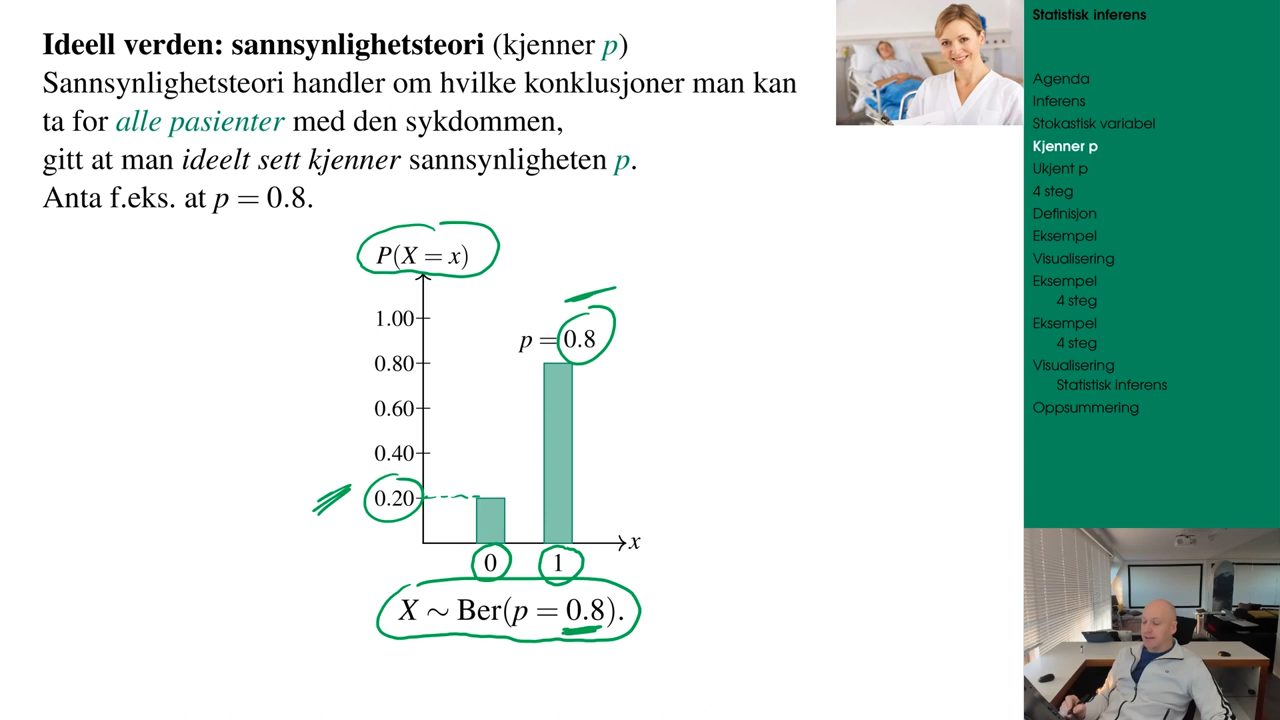 Ideell verden: sannsynlighetsteori (kjenner p)
Sannsynlighetsteori handler om hvilke konklusjoner man kan
ta for alle pasienter med den sykdommen,
gitt at man ideelt sett kjenner sannsynligheten p.
Anta f.eks. at p = 0.8.
P(X = x)
1.00
p = 0.8
0.80
0.60
0.40
0.20
x
0 1
X ∼ Ber(p = 0.8).
Statistisk inferens
Agenda
Inferens
Stokastisk variabel
Kjenner p
Ukjent p
4 steg
Definisjon
Eksempel
Visualisering
Eksempel
4 steg
Eksempel
4 steg
Visualisering
Statistisk inferens
Oppsummering